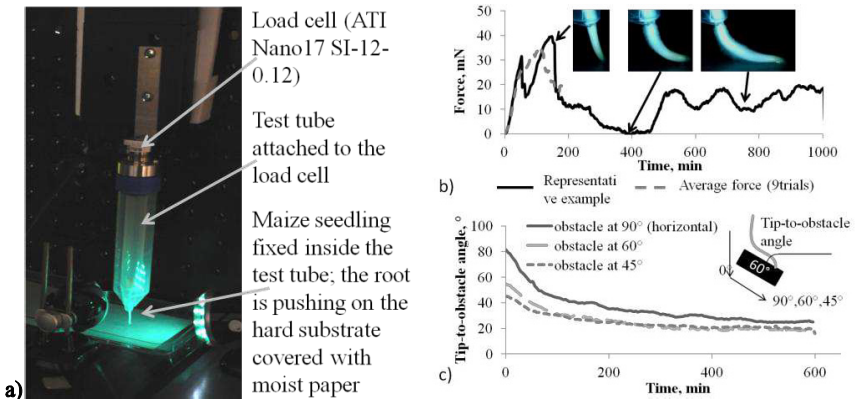 Load cell (ATI
Nano17 SI-12-
0.12)
Test tube
attached to the
load cell
Maize seedling
fixed inside the
test tube; the root
is pushing on the
hard substrate
covered with
moist paper
a)
50
40
30
20
10
0
Force, mN
0 200 400 600 800 1000
Time, min
b)
Representati
ve example
Average force (9trials)
100
80
60
40
20
0
Tip-to-obstacle angle, °
obstacle at 90° (horizontal)
obstacle at 60°
obstacle at 45°
Tip-to-obstacle
angle
0°
60°
90°,60°,45°
0 200 400 600
Time, min
c)